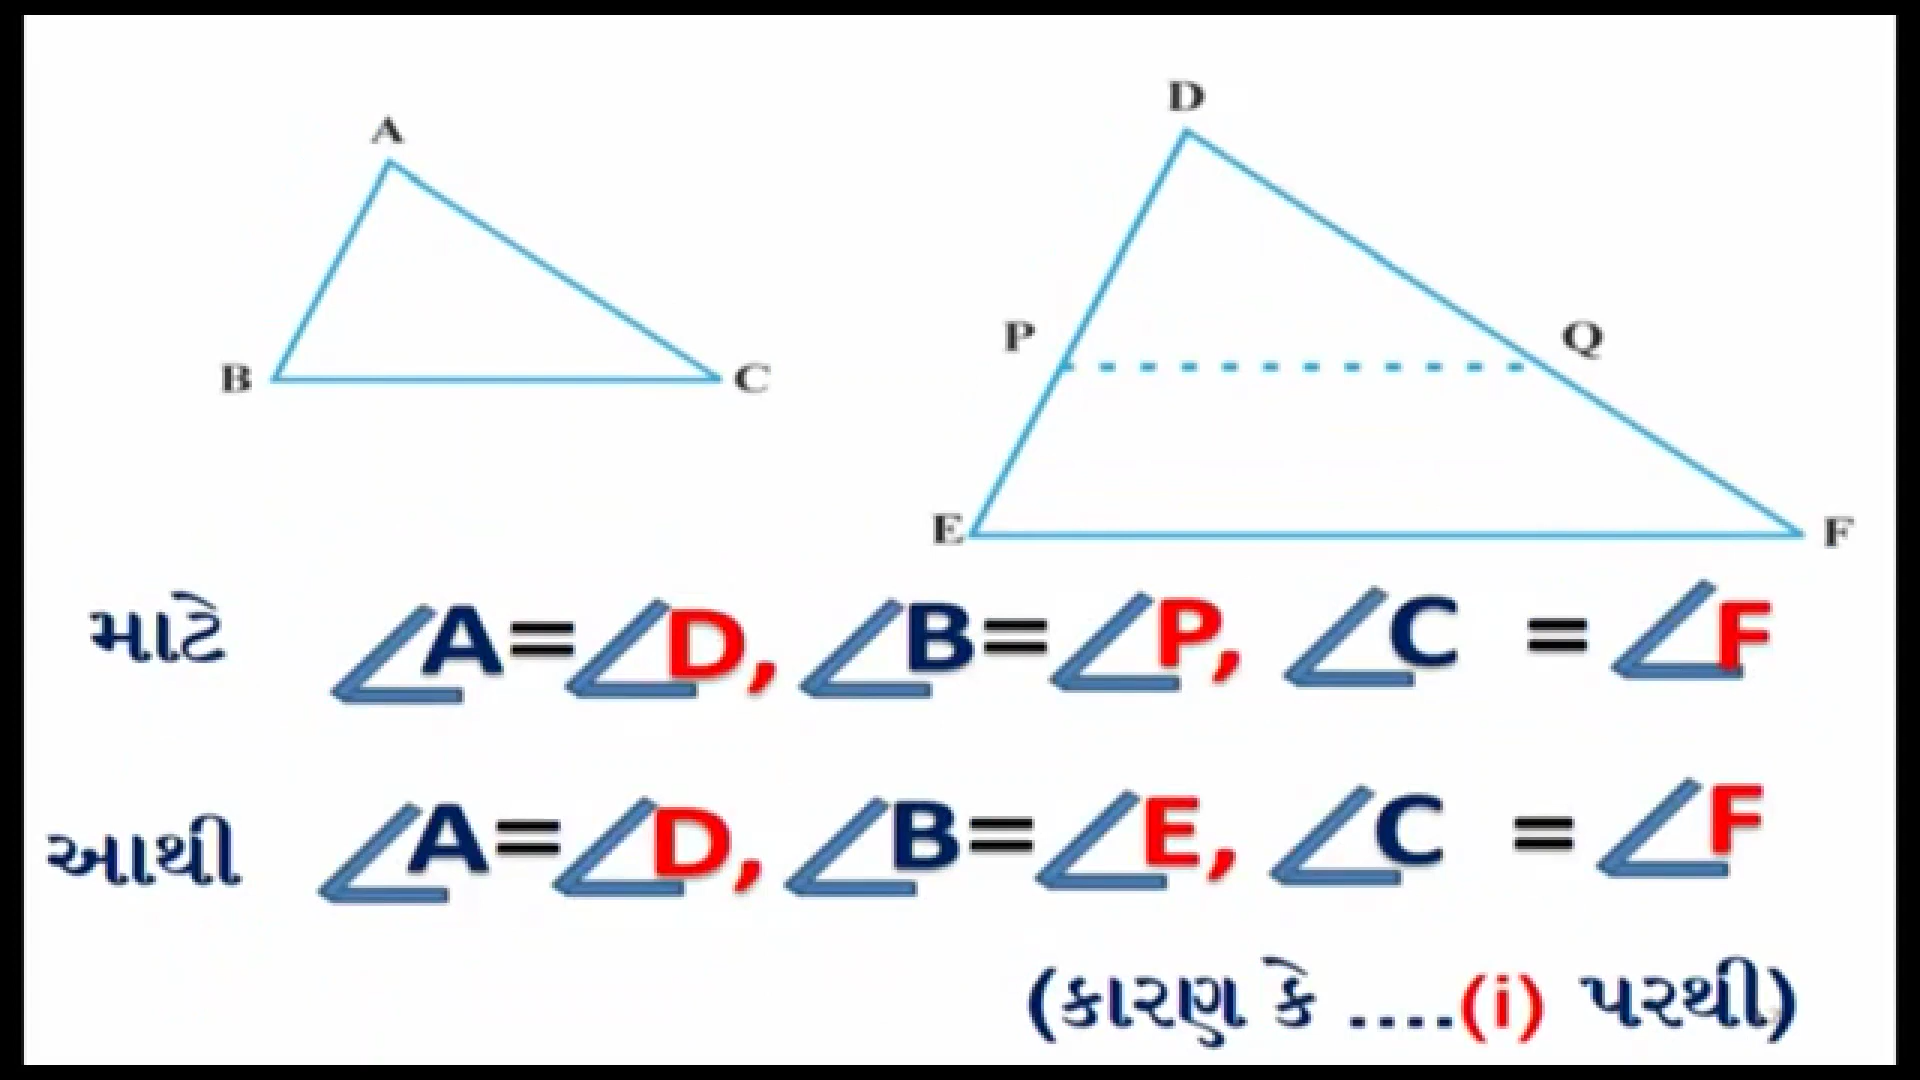 A
B
C
D
P
Q
E
F
માટે ∠A=∠D, ∠B=∠P, ∠C = ∠F
આથી ∠A=∠D, ∠B=∠E, ∠C = ∠F
(કારણ કે ....(i) પરથી)